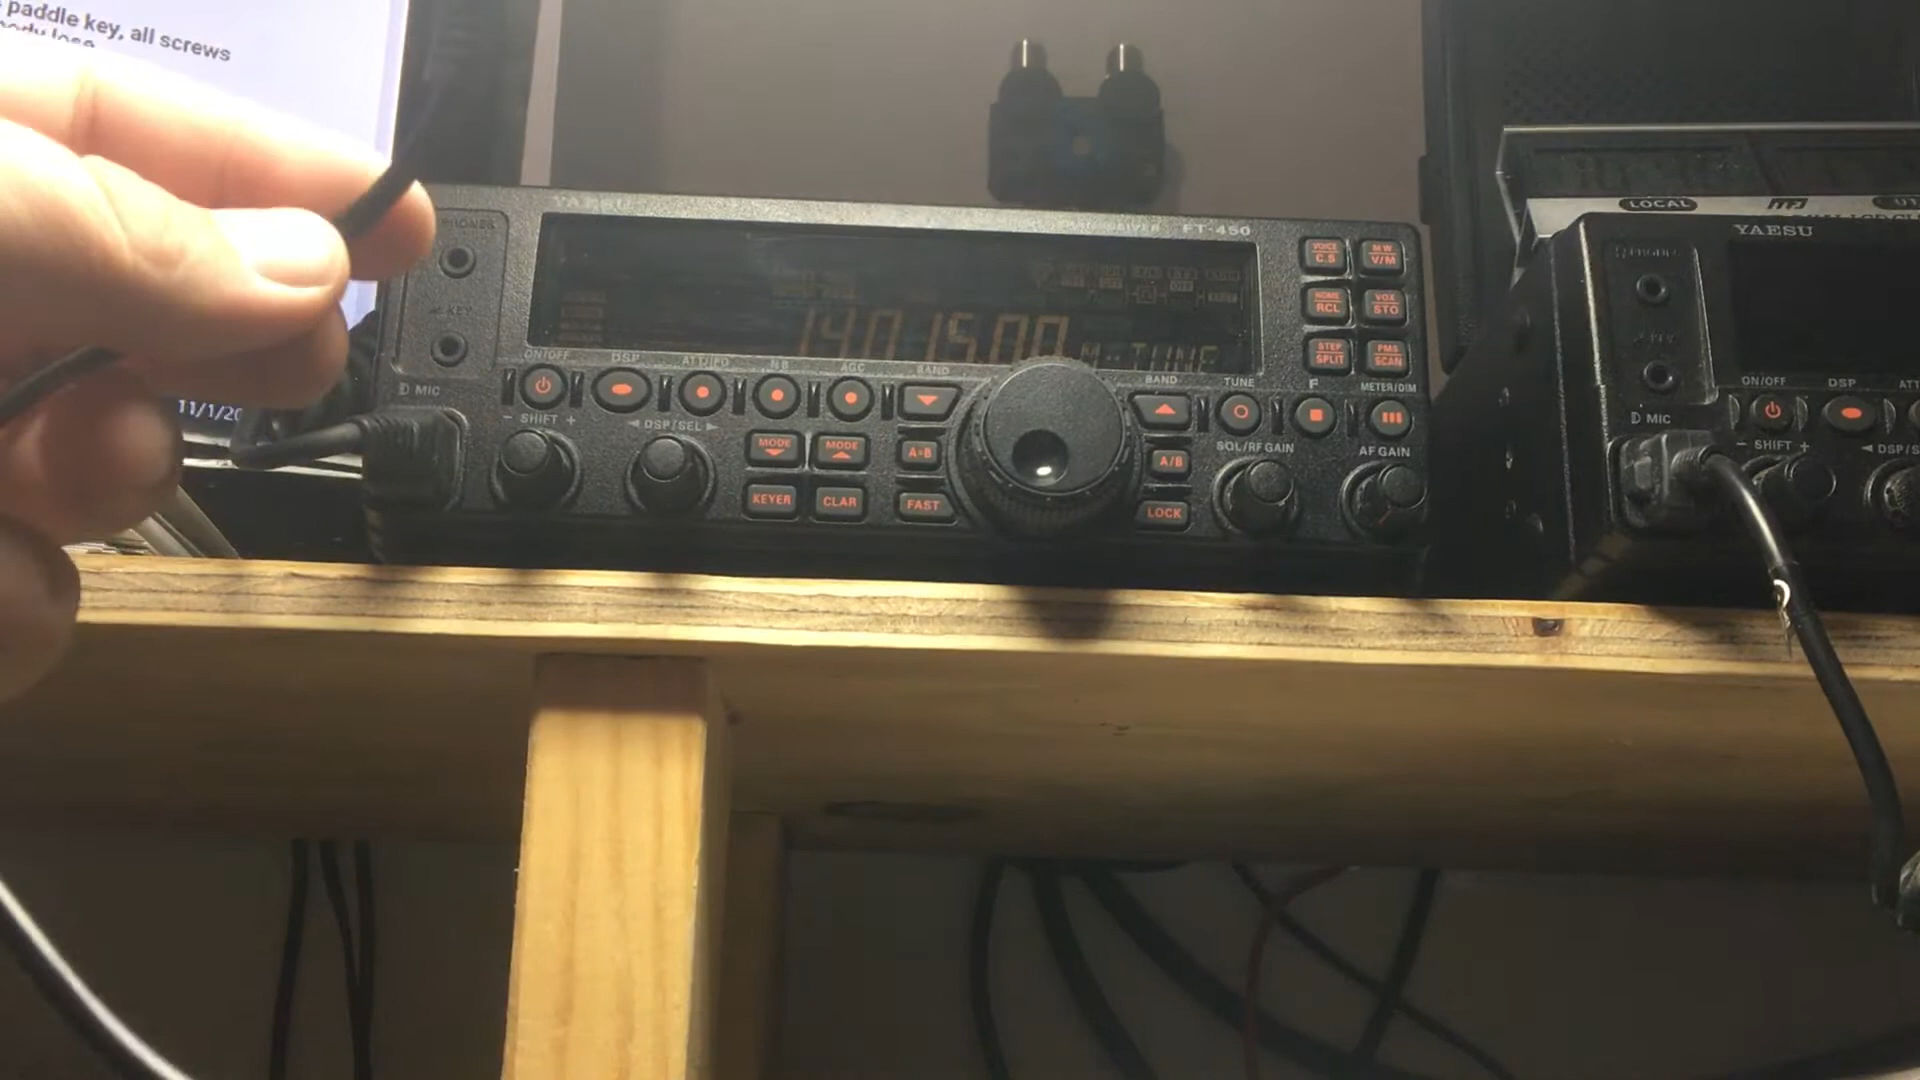 paddle key, all screws
11/1/20
YAESU
FT-450
PHONES
KEY
MIC
ON/OFF
DSP
ATT/IPO
NB
AGC
BAND
BAND
TUNE
F
METER/DIM
14.015.00
TUNE
VOICE
C.S
MW
V/M
HOME
RCL
VOX
STO
STEP
SPLIT
PMS
SCAN
- SHIFT +
◄ DSP/SEL ►
MODE
MODE
A=B
A/B
SQL/RF GAIN
AF GAIN
KEYER
CLAR
FAST
LOCK
LOCAL
YAESU
PHONES
KEY
ON/OFF
DSP
MIC
- SHIFT +